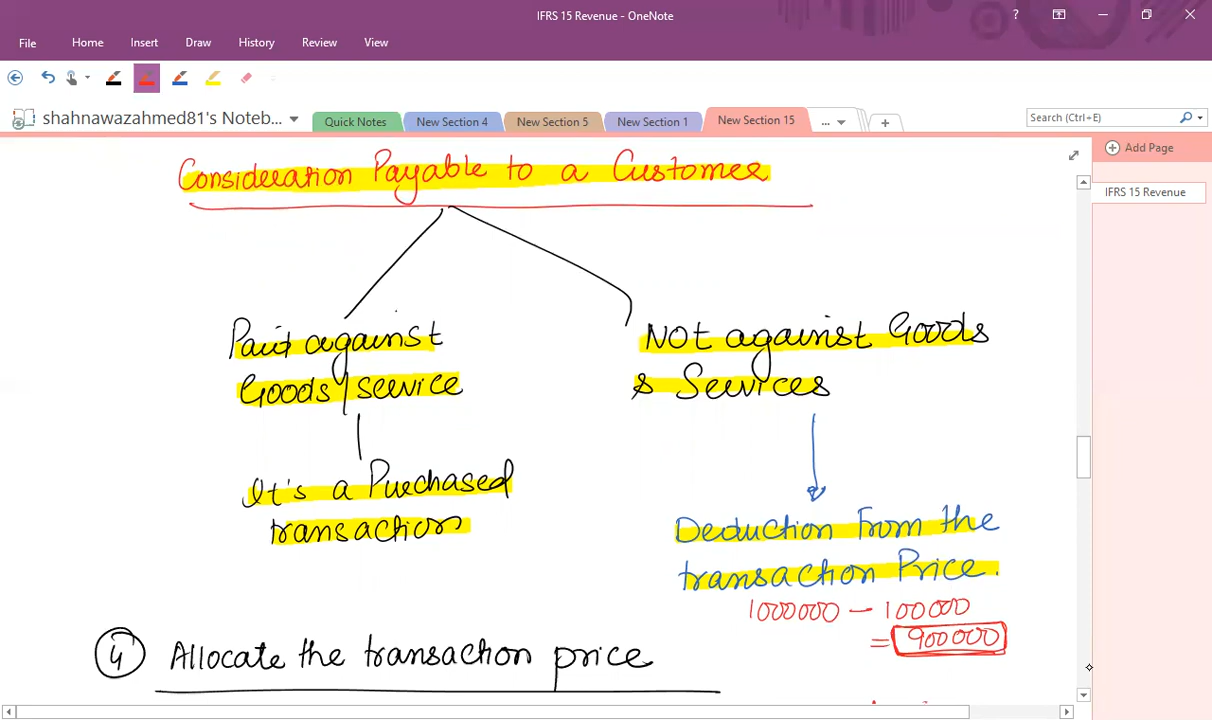 IFRS 15 Revenue - OneNote
File Home Insert Draw History Review View
shahnawazahmed81's Noteb...
Quick Notes
New Section 4
New Section 5
New Section 1
New Section 15
...
Search (Ctrl+E)
Add Page
IFRS 15 Revenue
Consideration Payable to a Customer
Paid against
Goods/service
It's a Purchased
transaction
NOT against Goods
& Services
Deduction From the
transaction Price.
1000000 - 100000
= 900000
4 Allocate the transaction price